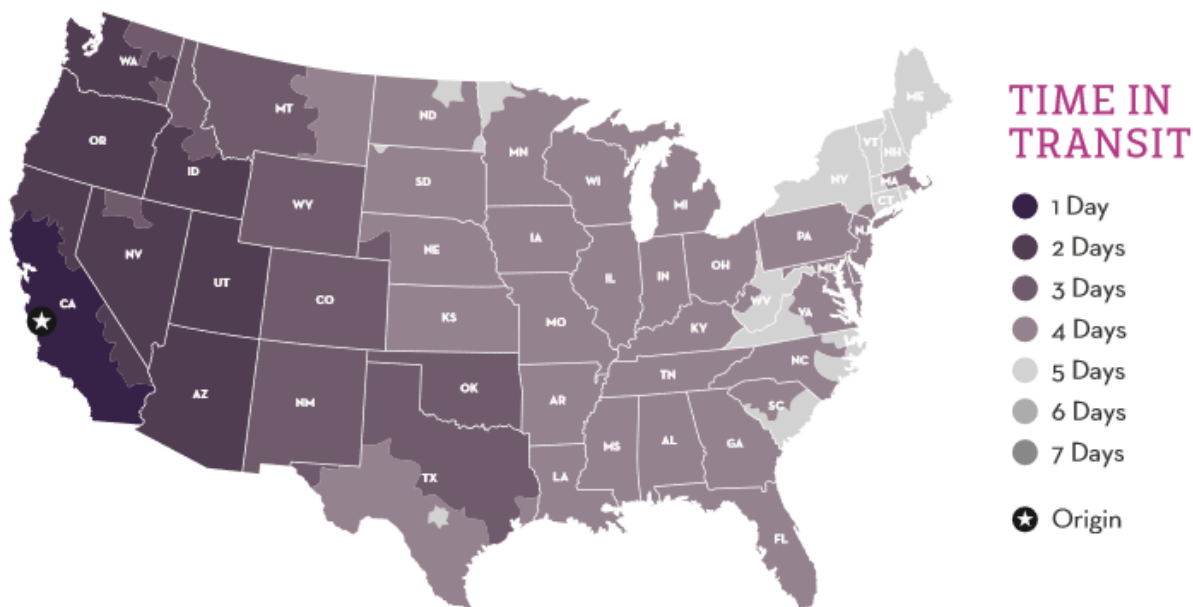 TIME IN
TRANSIT
1 Day
2 Days
3 Days
4 Days
5 Days
6 Days
7 Days
Origin
WA
MT
ND
MN
ME
OR
ID
WY
SD
WI
MI
VT
NH
NY
MA
CT
NV
UT
CO
NE
IA
IL
IN
OH
PA
NJ
MD
CA
KS
MO
KY
WV
VA
AZ
NM
OK
AR
TN
NC
SC
TX
LA
MS
AL
GA
FL